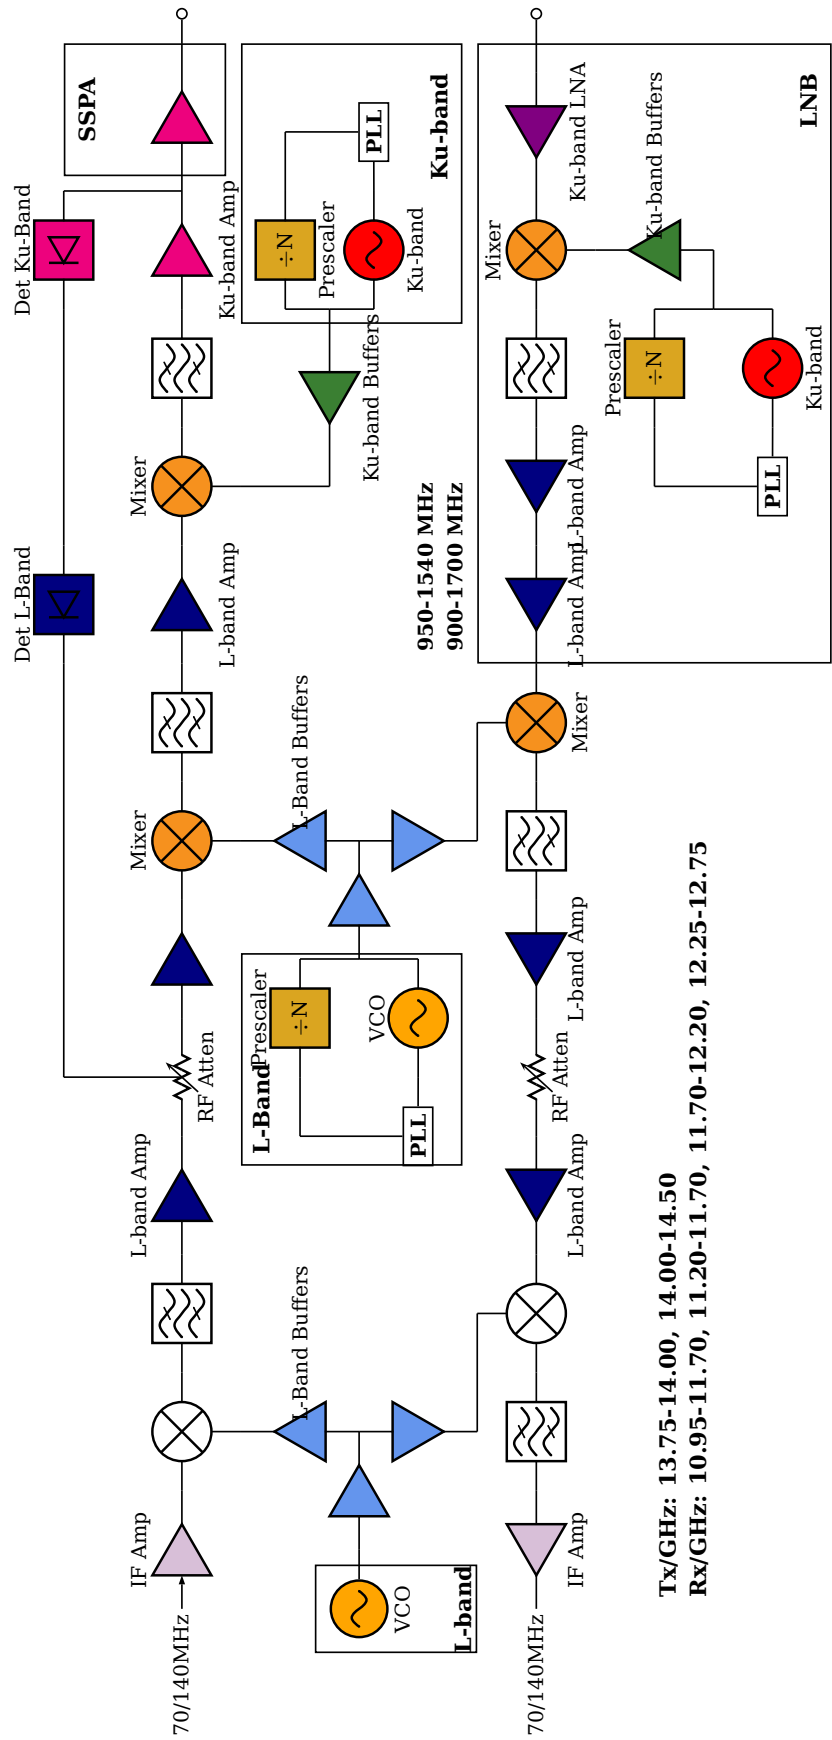 70/140MHz
IF Amp
L-band Amp
RF Atten
Mixer
L-band Amp
Mixer
Ku-band Amp
SSPA
Det L-Band
Det Ku-Band
VCO
L-band
L-Band Buffers
L-Band
Prescaler
÷N
VCO
PLL
L-Band Buffers
Ku-band Buffers
Prescaler
÷N
Ku-band
PLL
Ku-band
950-1540 MHz
900-1700 MHz
70/140MHz
IF Amp
L-band Amp
RF Atten
L-band Amp
Mixer
L-band Amp
L-band Amp
Mixer
Ku-band LNA
Ku-band Buffers
Prescaler
÷N
PLL
Ku-band
LNB
Tx/GHz: 13.75-14.00, 14.00-14.50
Rx/GHz: 10.95-11.70, 11.20-11.70, 11.70-12.20, 12.25-12.75